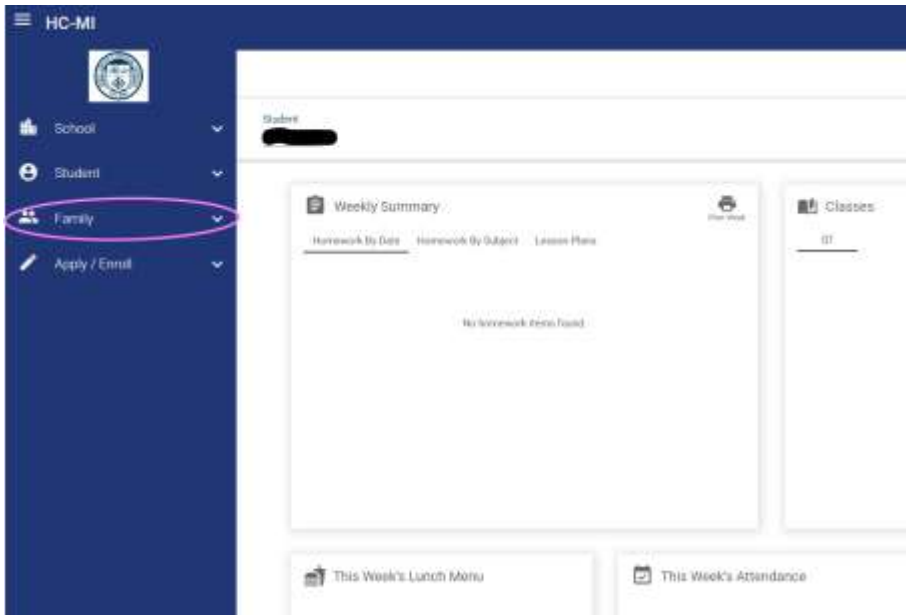 HC-MI
School
Student
Family
Apply / Enroll
Student
Weekly Summary
Print Week
Homework By Date Homework By Subject Lesson Plans
No homework items found
Classes
Q1
This Week's Lunch Menu
This Week's Attendance